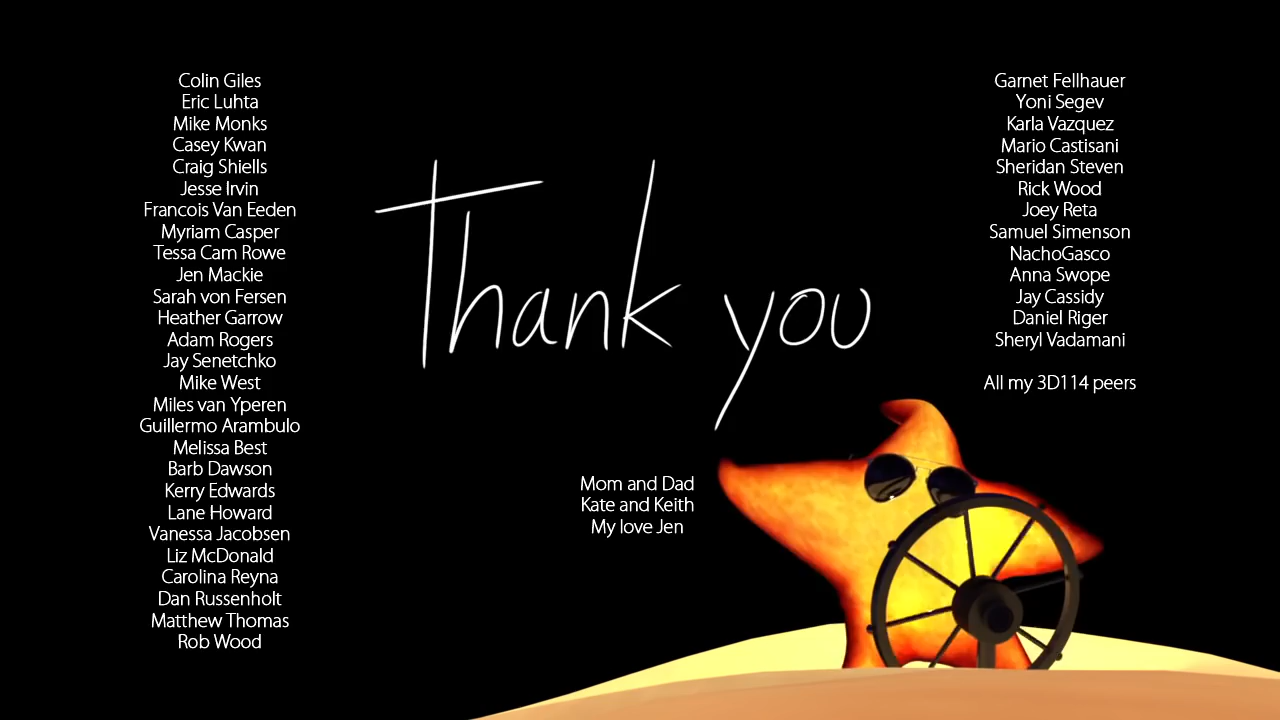 Colin Giles
Eric Luhta
Mike Monks
Casey Kwan
Craig Shiells
Jesse Irvin
Francois Van Eeden
Myriam Casper
Tessa Cam Rowe
Jen Mackie
Sarah von Fersen
Heather Garrow
Adam Rogers
Jay Senetchko
Mike West
Miles van Yperen
Guillermo Arambulo
Melissa Best
Barb Dawson
Kerry Edwards
Lane Howard
Vanessa Jacobsen
Liz McDonald
Carolina Reyna
Dan Russenholt
Matthew Thomas
Rob Wood
Thank you
Mom and Dad
Kate and Keith
My love Jen
Garnet Fellhauer
Yoni Segev
Karla Vazquez
Mario Castisani
Sheridan Steven
Rick Wood
Joey Reta
Samuel Simenson
NachoGasco
Anna Swope
Jay Cassidy
Daniel Riger
Sheryl Vadamani
All my 3D114 peers